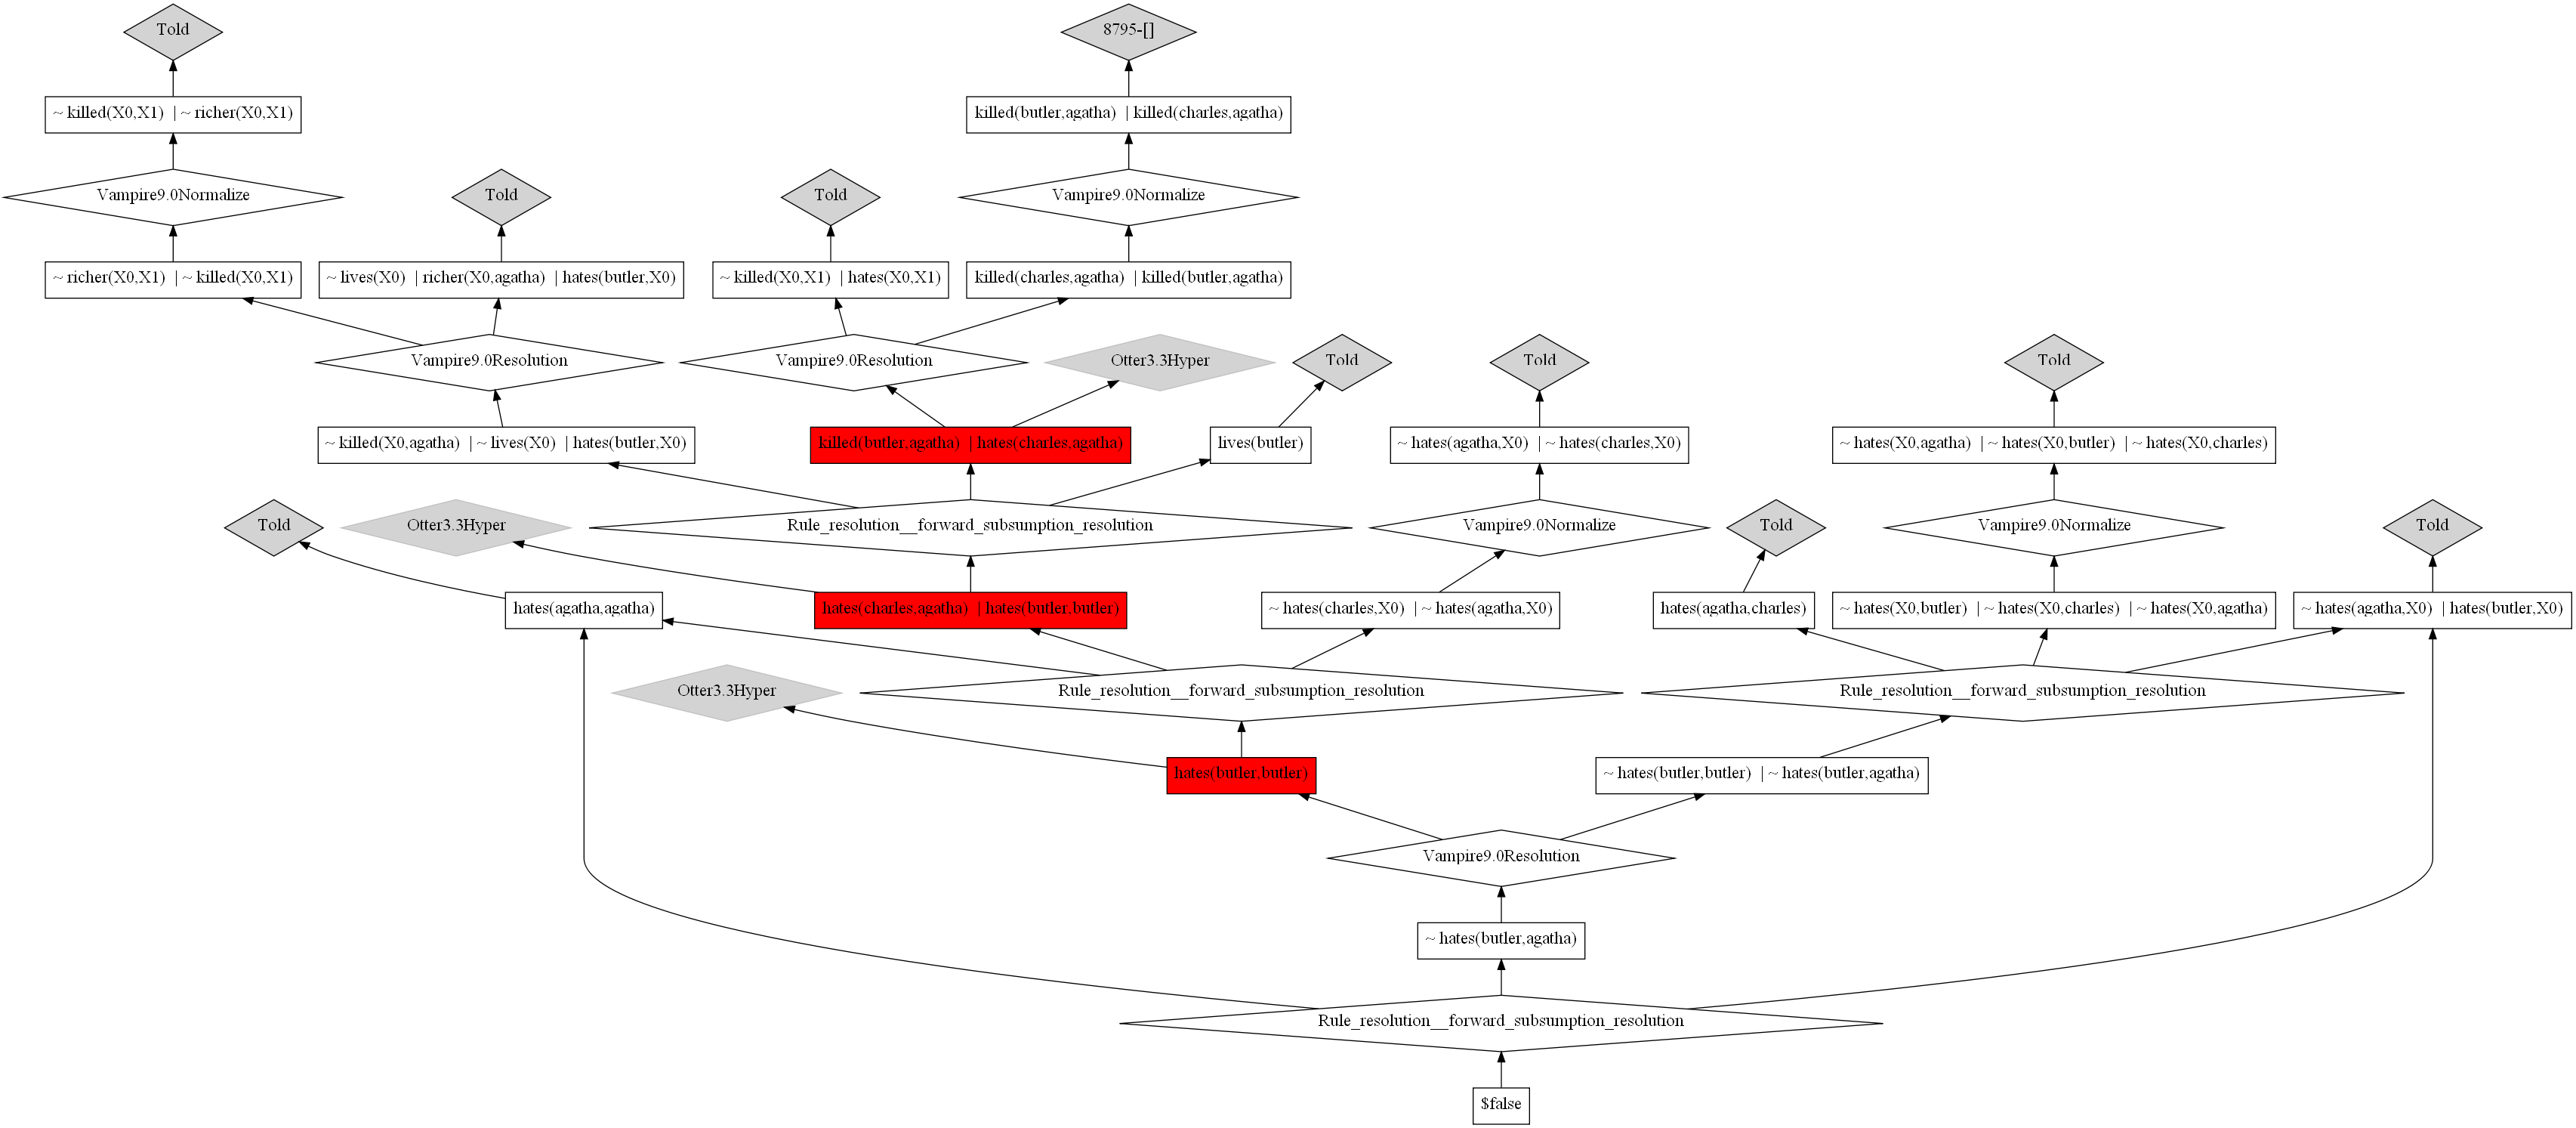 Told
8795-[]
~ killed(X0,X1) | ~ richer(X0,X1)
killed(butler,agatha) | killed(charles,agatha)
Vampire9.0Normalize
Told
Told
Vampire9.0Normalize
~ richer(X0,X1) | ~ killed(X0,X1)
~ lives(X0) | richer(X0,agatha) | hates(butler,X0)
~ killed(X0,X1) | hates(X0,X1)
killed(charles,agatha) | killed(butler,agatha)
Vampire9.0Resolution
Vampire9.0Resolution
Otter3.3Hyper
Told
Told
Told
~ killed(X0,agatha) | ~ lives(X0) | hates(butler,X0)
killed(butler,agatha) | hates(charles,agatha)
lives(butler)
~ hates(agatha,X0) | ~ hates(charles,X0)
~ hates(X0,agatha) | ~ hates(X0,butler) | ~ hates(X0,charles)
Told
Otter3.3Hyper
Rule_resolution__forward_subsumption_resolution
Vampire9.0Normalize
Told
Vampire9.0Normalize
Told
hates(agatha,agatha)
hates(charles,agatha) | hates(butler,butler)
~ hates(charles,X0) | ~ hates(agatha,X0)
hates(agatha,charles)
~ hates(X0,butler) | ~ hates(X0,charles) | ~ hates(X0,agatha)
~ hates(agatha,X0) | hates(butler,X0)
Otter3.3Hyper
Rule_resolution__forward_subsumption_resolution
Rule_resolution__forward_subsumption_resolution
hates(butler,butler)
~ hates(butler,butler) | ~ hates(butler,agatha)
Vampire9.0Resolution
~ hates(butler,agatha)
Rule_resolution__forward_subsumption_resolution
$false